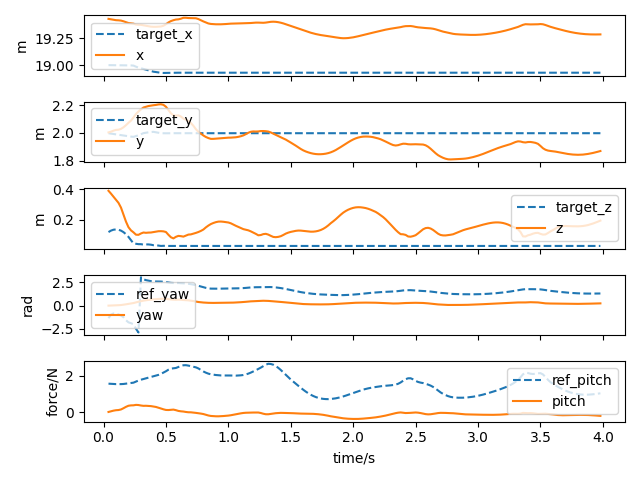 19.25
19.00
m
target_x
x
2.2
2.0
1.8
m
target_y
y
0.4
0.2
m
target_z
z
2.5
0.0
−2.5
rad
ref_yaw
yaw
2
0
force/N
ref_pitch
pitch
0.0 0.5 1.0 1.5 2.0 2.5 3.0 3.5 4.0
time/s